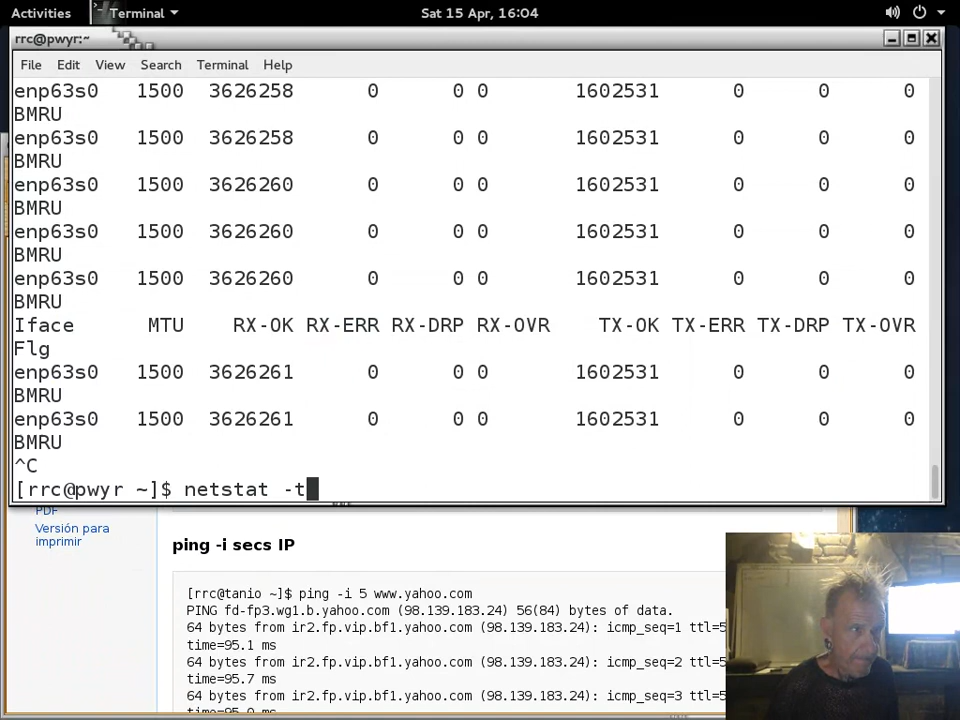 Activities Terminal Sat 15 Apr, 16:04
rrc@pwyr:~
File Edit View Search Terminal Help
enp63s0 1500 3626258 0 0 0 1602531 0 0 0
BMRU
enp63s0 1500 3626258 0 0 0 1602531 0 0 0
BMRU
enp63s0 1500 3626260 0 0 0 1602531 0 0 0
BMRU
enp63s0 1500 3626260 0 0 0 1602531 0 0 0
BMRU
enp63s0 1500 3626260 0 0 0 1602531 0 0 0
BMRU
Iface MTU RX-OK RX-ERR RX-DRP RX-OVR TX-OK TX-ERR TX-DRP TX-OVR
Flg
enp63s0 1500 3626261 0 0 0 1602531 0 0 0
BMRU
enp63s0 1500 3626261 0 0 0 1602531 0 0 0
BMRU
^C
[rrc@pwyr ~]$ netstat -t
PDF
Versión para
imprimir
ping -i secs IP
[rrc@tanio ~]$ ping -i 5 www.yahoo.com
PING fd-fp3.wg1.b.yahoo.com (98.139.183.24) 56(84) bytes of data.
64 bytes from ir2.fp.vip.bf1.yahoo.com (98.139.183.24): icmp_seq=1 ttl=5
time=95.1 ms
64 bytes from ir2.fp.vip.bf1.yahoo.com (98.139.183.24): icmp_seq=2 ttl=5
time=95.7 ms
64 bytes from ir2.fp.vip.bf1.yahoo.com (98.139.183.24): icmp_seq=3 ttl=5
time=95.0 ms